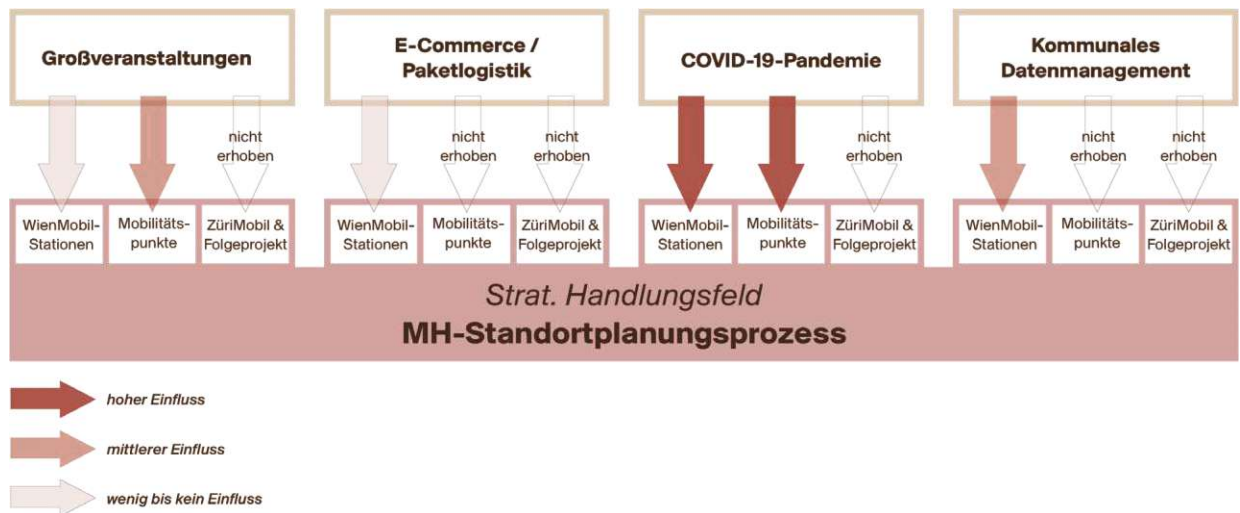 Großveranstaltungen
E-Commerce /
Paketlogistik
COVID-19-Pandemie
Kommunales
Datenmanagement
nicht
erhoben
nicht
erhoben
nicht
erhoben
nicht
erhoben
nicht
erhoben
nicht
erhoben
WienMobil-
Stationen
Mobilitäts-
punkte
ZüriMobil &
Folgeprojekt
WienMobil-
Stationen
Mobilitäts-
punkte
ZüriMobil &
Folgeprojekt
WienMobil-
Stationen
Mobilitäts-
punkte
ZüriMobil &
Folgeprojekt
WienMobil-
Stationen
Mobilitäts-
punkte
ZüriMobil &
Folgeprojekt
Strat. Handlungsfeld
MH-Standortplanungsprozess
hoher Einfluss
mittlerer Einfluss
wenig bis kein Einfluss